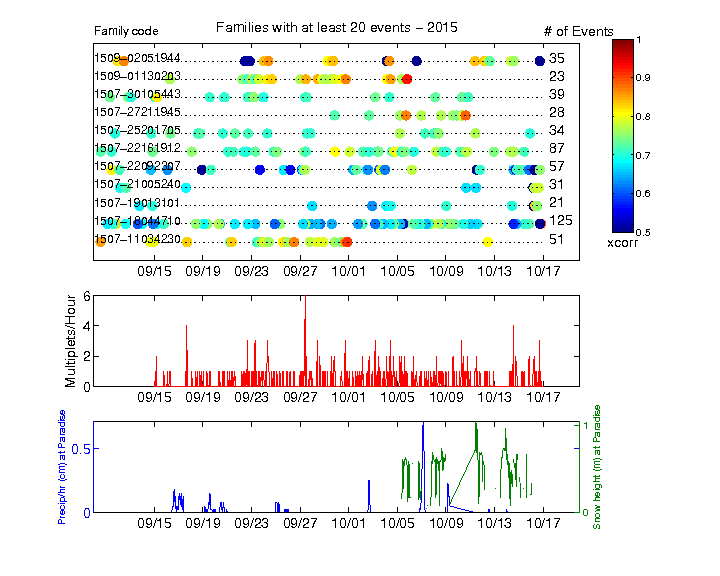 Families with at least 20 events − 2015
Family code
# of Events
1509−02051944 35
1509−01130203 23
1507−30105443 39
1507−27211945 28
1507−25201705 34
1507−22161912 87
1507−22092307 57
1507−21005240 31
1507−19013101 21
1507−18044710 125
1507−11034230 51
09/15 09/19 09/23 09/27 10/01 10/05 10/09 10/13 10/17
1
0.9
0.8
0.7
0.6
0.5
xcorr
Multiplets/Hour
6
4
2
0
09/15 09/19 09/23 09/27 10/01 10/05 10/09 10/13 10/17
Precip/hr (cm) at Paradise
0.5
0
1
0
Snow height (m) at Paradise
09/15 09/19 09/23 09/27 10/01 10/05 10/09 10/13 10/17